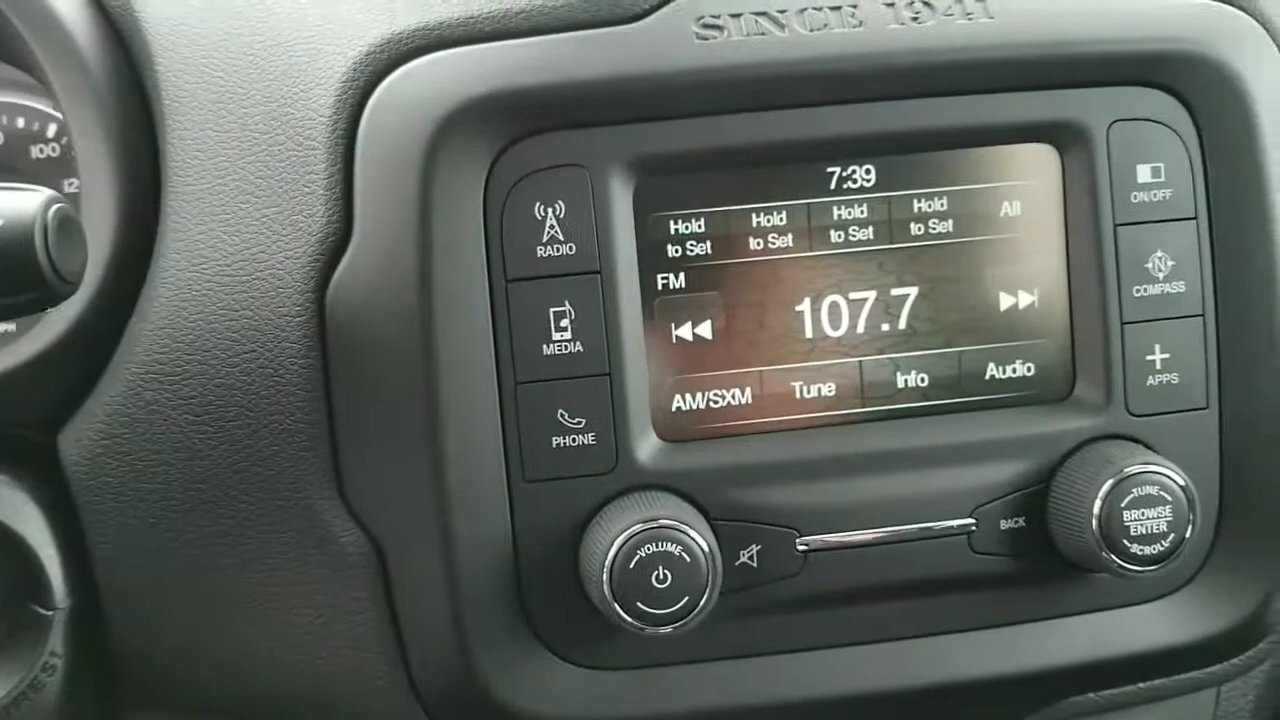 SINCE 1941
100
12
PH
RADIO
MEDIA
PHONE
7:39
Hold
to Set
Hold
to Set
Hold
to Set
Hold
to Set
All
FM
107.7
AM/SXM
Tune
Info
Audio
ON/OFF
N
COMPASS
APPS
VOLUME
BACK
TUNE
BROWSE
ENTER
SCROLL